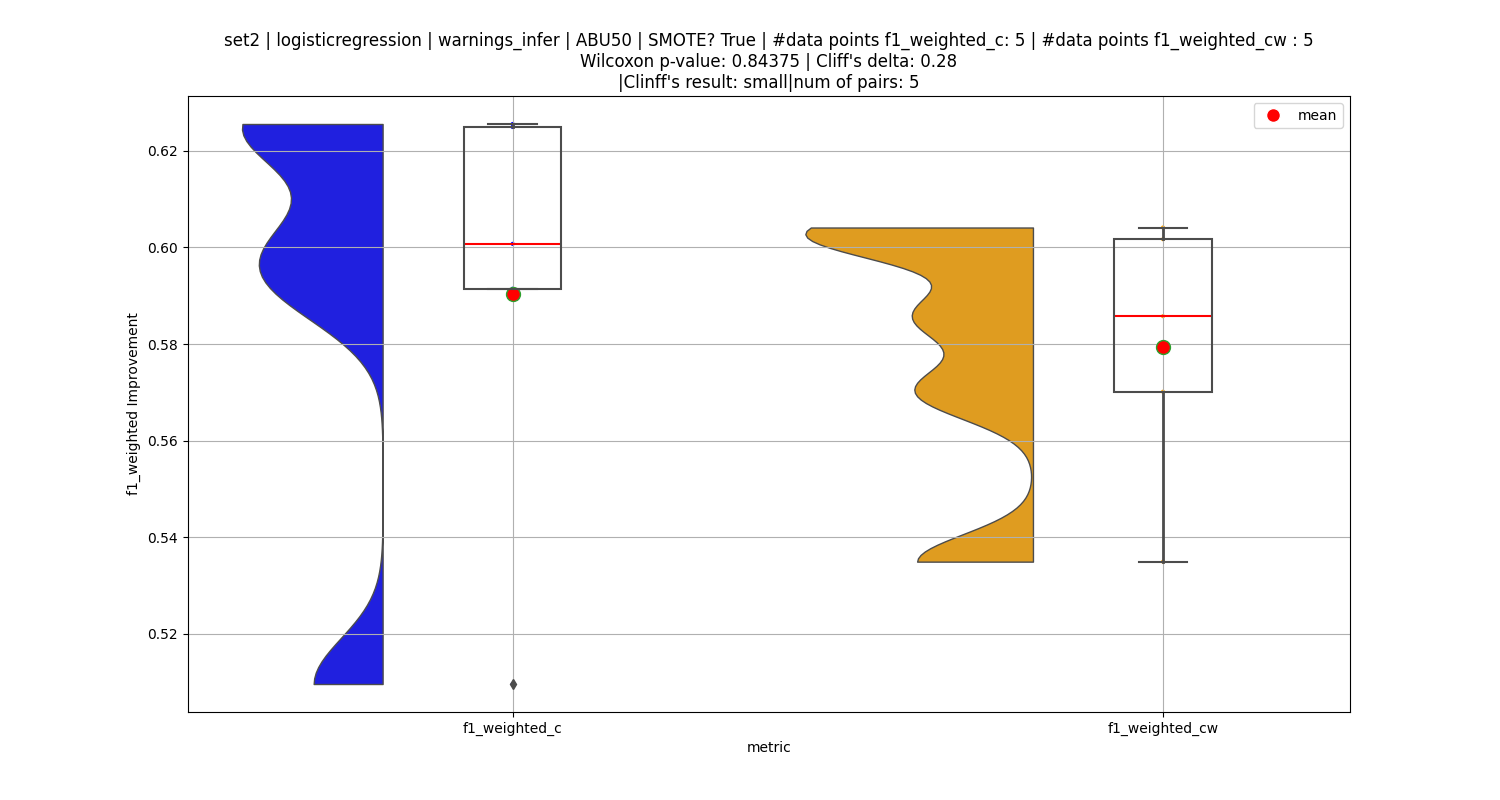 set2 | logisticregression | warnings_infer | ABU50 | SMOTE? True | #data points f1_weighted_c: 5 | #data points f1_weighted_cw : 5
Wilcoxon p-value: 0.84375 | Cliff's delta: 0.28
|Clinff's result: small|num of pairs: 5
mean
0.62
0.60
0.58
0.56
0.54
0.52
f1_weighted Improvement
f1_weighted_c
f1_weighted_cw
metric